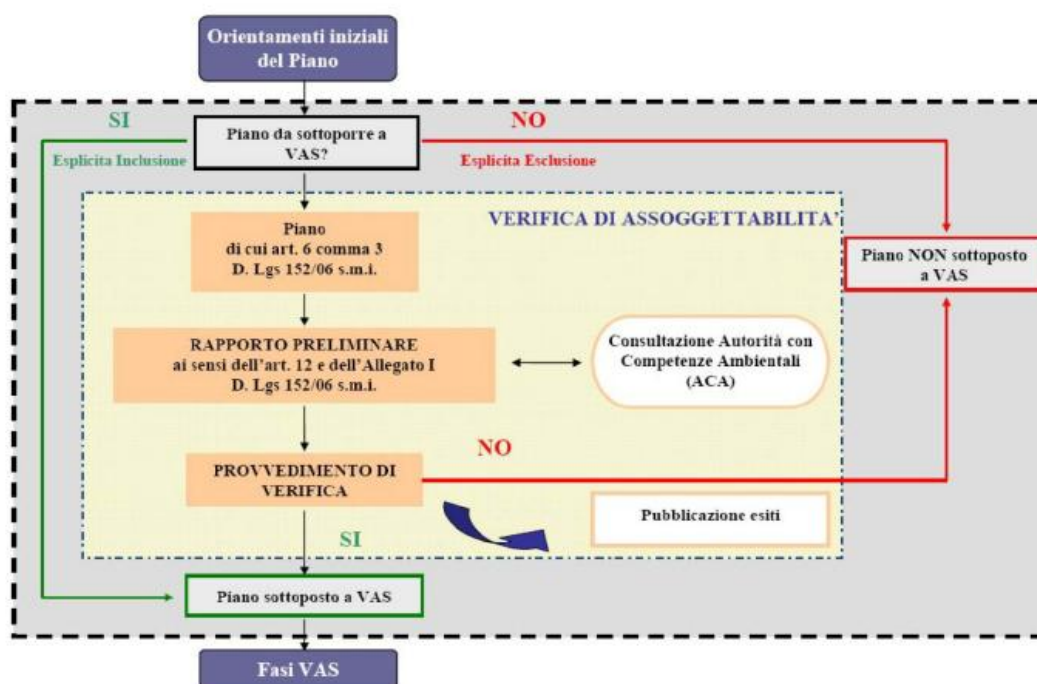 Orientamenti iniziali
del Piano
SI
NO
Piano da sottoporre a
VAS?
Esplicita Inclusione
Esplicita Esclusione
VERIFICA DI ASSOGGETTABILITA'
Piano
di cui art. 6 comma 3
D. Lgs 152/06 s.m.i.
Piano NON sottoposto
a VAS
RAPPORTO PRELIMINARE
ai sensi dell'art. 12 e dell'Allegato I
D. Lgs 152/06 s.m.i.
Consultazione Autorità con
Competenze Ambientali
(ACA)
NO
PROVVEDIMENTO DI
VERIFICA
Pubblicazione esiti
SI
Piano sottoposto a VAS
Fasi VAS